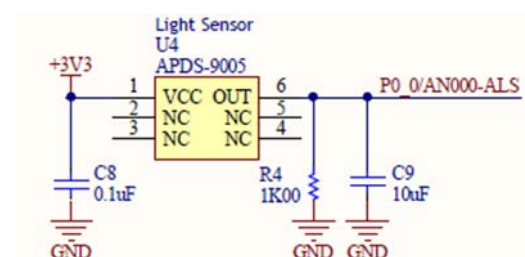 Light Sensor
U4
APDS-9005
+3V3
1 VCC OUT 6
2 NC NC 5
3 NC NC 4
P0_0/AN000-ALS
C8
0.1uF
R4
1K00
C9
10uF
GND
GND GND